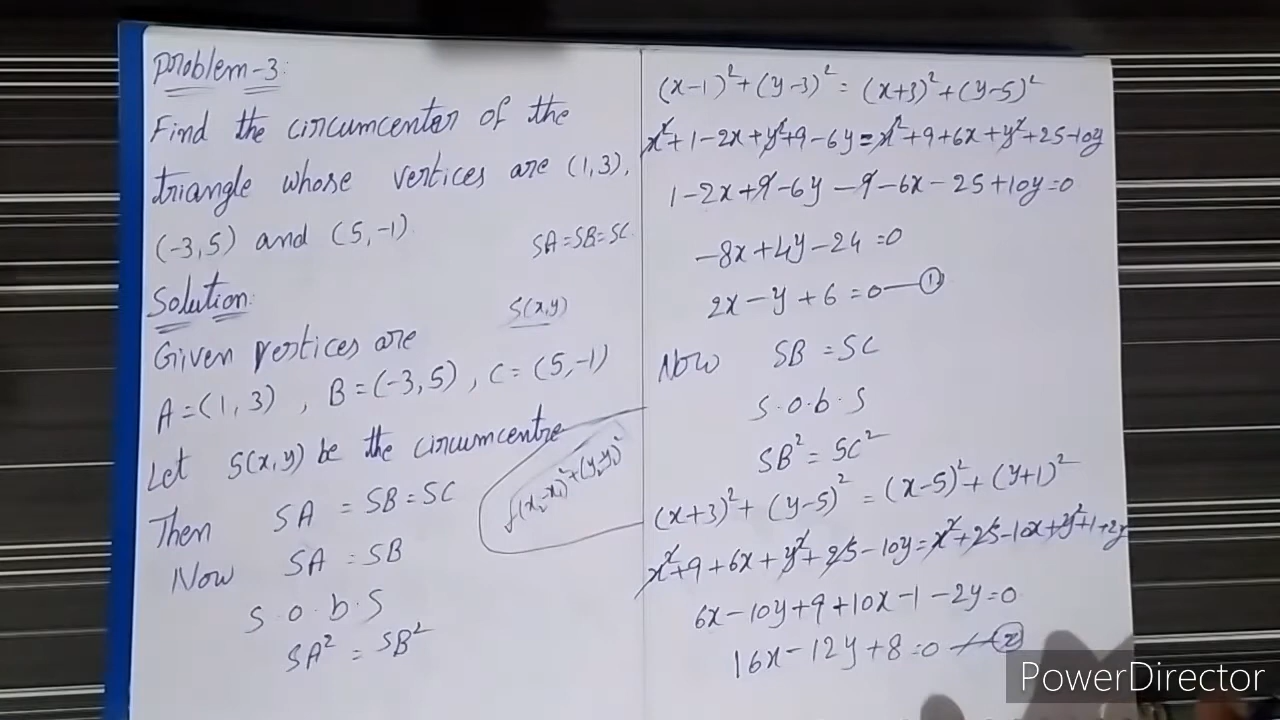 Problem-3:
Find the circumcenter of the
triangle whose vertices are (1,3),
(-3,5) and (5,-1)
SA=SB=SC
Solution:
S(x,y)
Given vertices are
A=(1,3), B=(-3,5), C=(5,-1)
Let S(x,y) be the circumcentre
√(x₂-x₁)²+(y₂-y₁)²
Then SA = SB=SC
Now SA = SB
S.O.b.S
SA² = SB²
(x-1)²+(y-3)² = (x+3)²+(y-5)²
x²+1-2x+y²+9-6y=x²+9+6x+y²+25-10y
1-2x+9-6y-9-6x-25+10y=0
-8x+4y-24=0
2x-y+6=0—①
Now SB = SC
S.O.b.S
SB² = SC²
(x+3)²+(y-5)² = (x-5)²+(y+1)²
x²+9+6x+y²+25-10y=x²+25-10x+y²+1+2y
6x-10y+9+10x-1-2y=0
16x-12y+8=0—②
PowerDirector